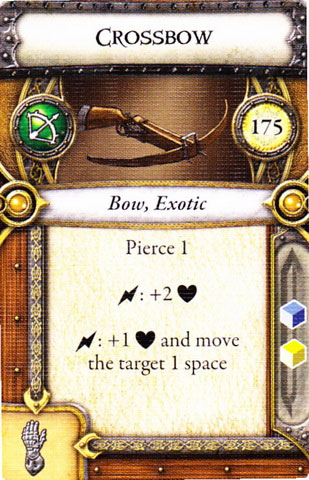 CROSSBOW
175
Bow, Exotic
Pierce 1
: +2 ♥
: +1 ♥ and move
the target 1 space